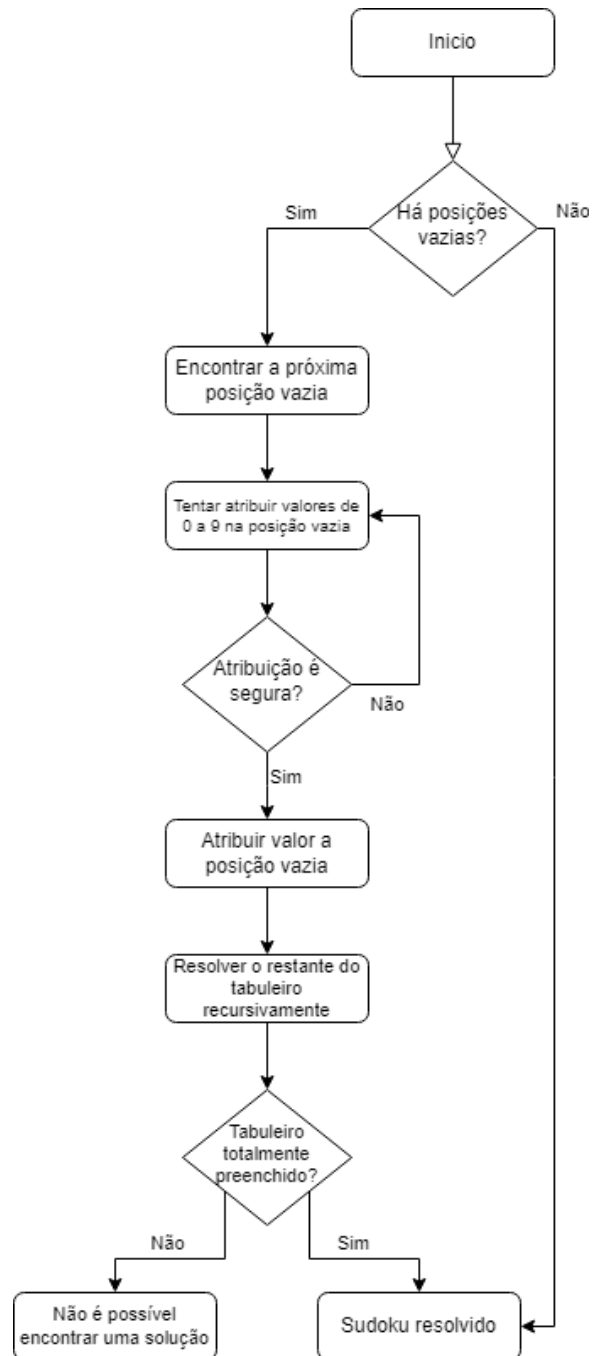 Inicio
Há posições
vazias?
Sim
Não
Encontrar a próxima
posição vazia
Tentar atribuir valores de
0 a 9 na posição vazia
Atribuição é
segura?
Não
Sim
Atribuir valor a
posição vazia
Resolver o restante do
tabuleiro
recursivamente
Tabuleiro
totalmente
preenchido?
Não
Sim
Não é possível
encontrar uma solução
Sudoku resolvido